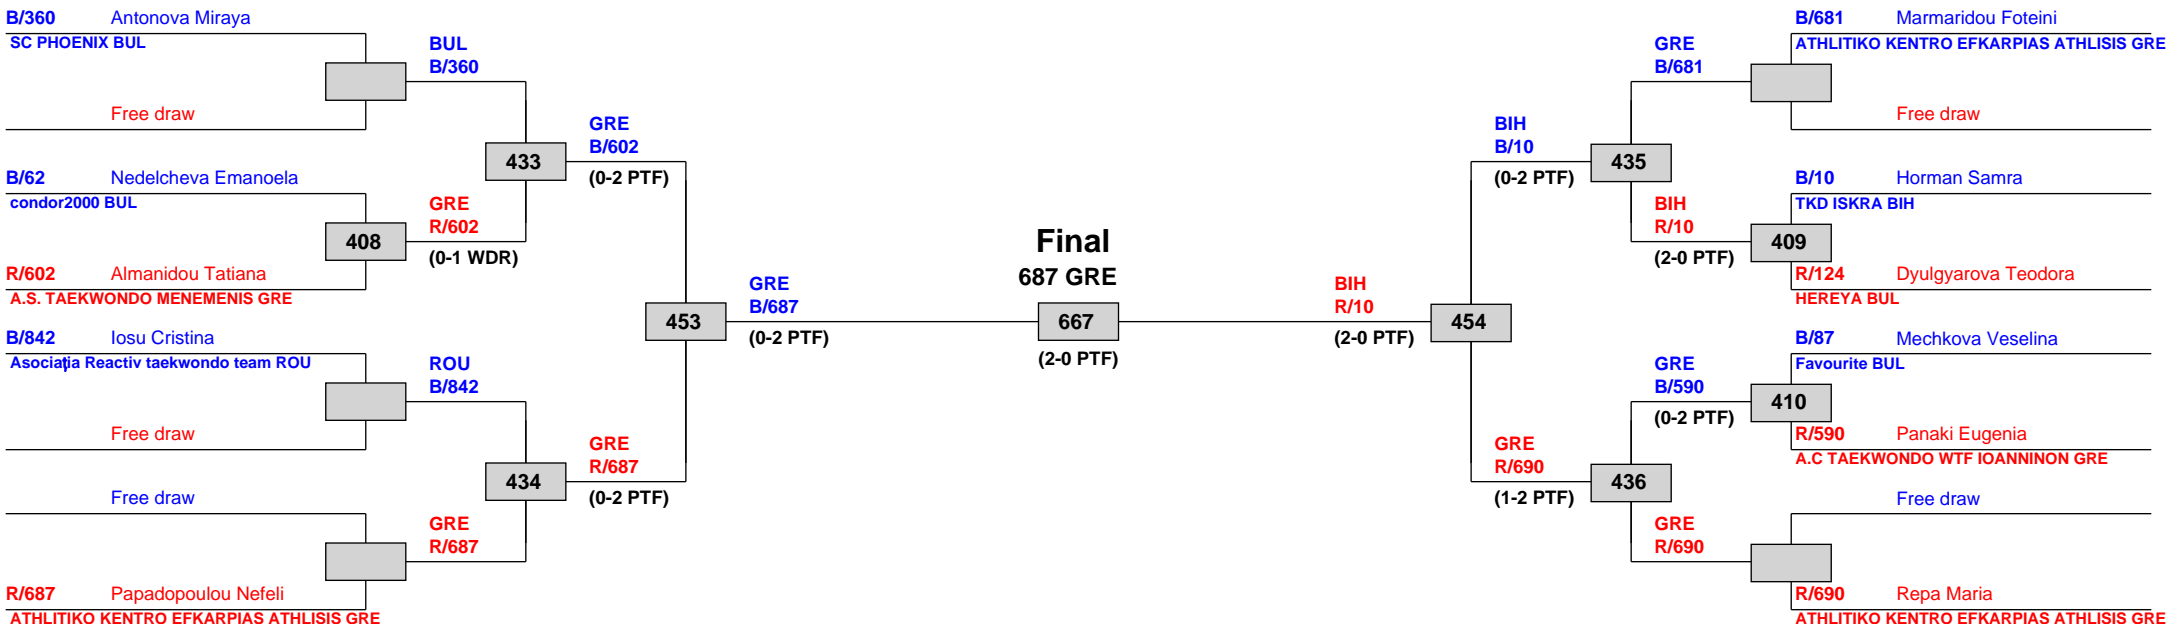 B/360 Antonova Miraya
SC PHOENIX BUL
Free draw
BUL
B/360
B/62 Nedelcheva Emanoela
condor2000 BUL
408
R/602 Almanidou Tatiana
A.S. TAEKWONDO MENEMENIS GRE
GRE
R/602
(0-1 WDR)
433
GRE
B/602
(0-2 PTF)
B/842 Iosu Cristina
Asociația Reactiv taekwondo team ROU
Free draw
ROU
B/842
Free draw
R/687 Papadopoulou Nefeli
ATHLITIKO KENTRO EFKARPIAS ATHLISIS GRE
GRE
R/687
434
GRE
R/687
(0-2 PTF)
453
GRE
B/687
(0-2 PTF)
Final
687 GRE
667
(2-0 PTF)
BIH
R/10
(2-0 PTF)
454
BIH
B/10
(0-2 PTF)
435
GRE
B/681
B/681 Marmaridou Foteini
ATHLITIKO KENTRO EFKARPIAS ATHLISIS GRE
Free draw
BIH
R/10
(2-0 PTF)
B/10 Horman Samra
TKD ISKRA BIH
409
R/124 Dyulgyarova Teodora
HEREYA BUL
GRE
R/690
(1-2 PTF)
436
GRE
B/590
(0-2 PTF)
B/87 Mechkova Veselina
Favourite BUL
410
R/590 Panaki Eugenia
A.C TAEKWONDO WTF IOANNINON GRE
GRE
R/690
Free draw
R/690 Repa Maria
ATHLITIKO KENTRO EFKARPIAS ATHLISIS GRE